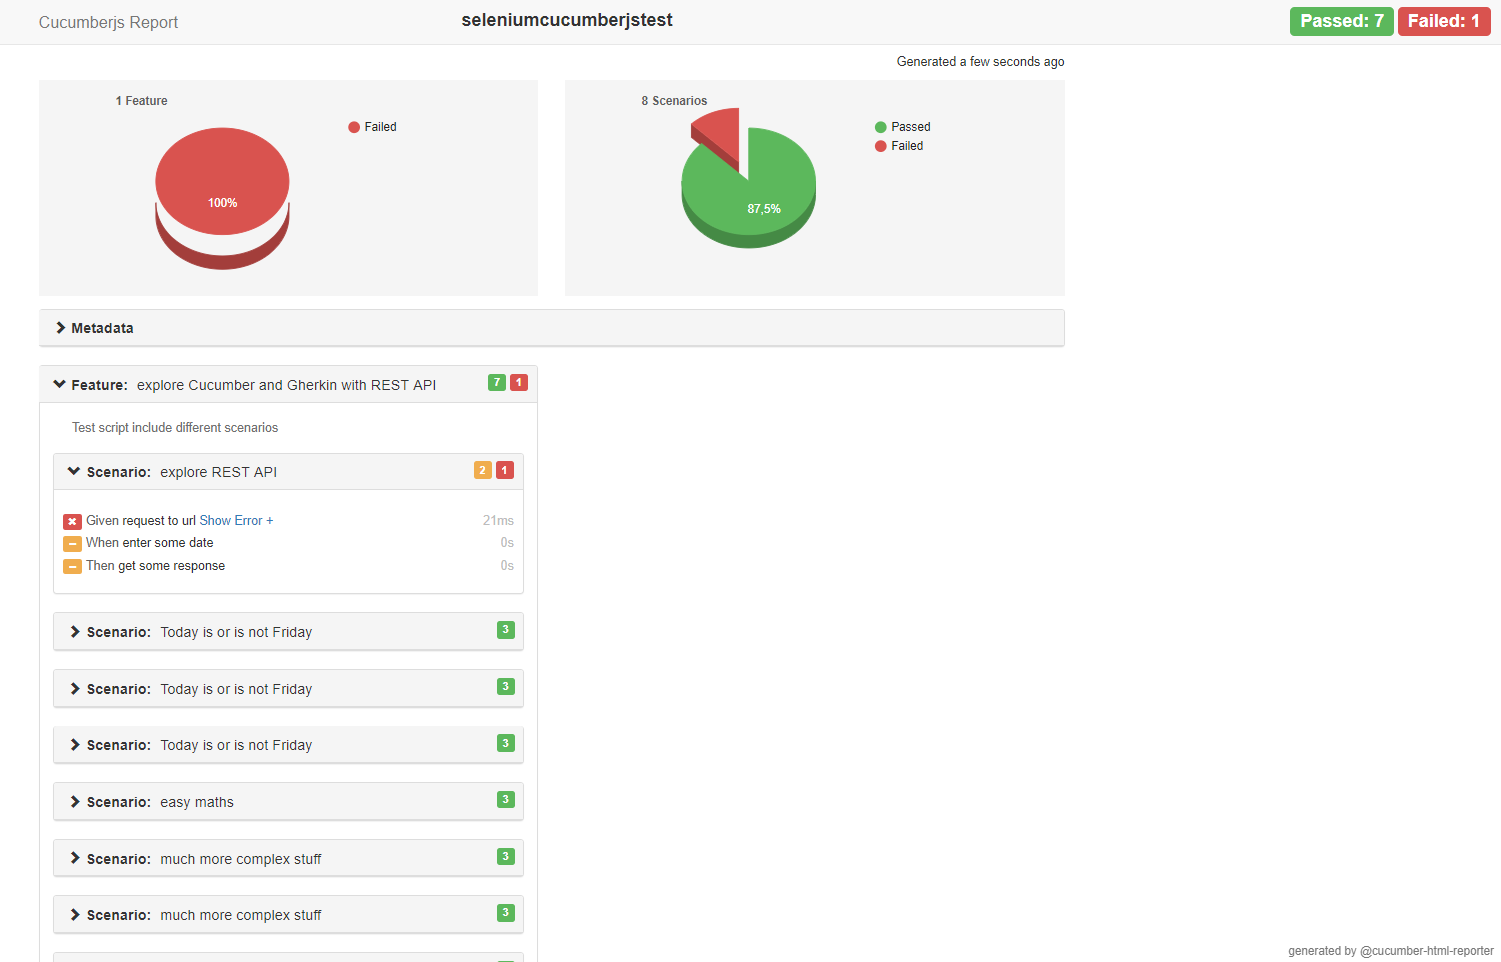 Cucumberjs Report
seleniumcucumberjstest
Passed: 7 Failed: 1
Generated a few seconds ago
1 Feature
Failed
100%
8 Scenarios
Passed
Failed
87,5%
Metadata
Feature: explore Cucumber and Gherkin with REST API 7 1
Test script include different scenarios
Scenario: explore REST API 2 1
Given request to url Show Error + 21ms
When enter some date 0s
Then get some response 0s
Scenario: Today is or is not Friday 3
Scenario: Today is or is not Friday 3
Scenario: Today is or is not Friday 3
Scenario: easy maths 3
Scenario: much more complex stuff 3
Scenario: much more complex stuff 3
generated by @cucumber-html-reporter